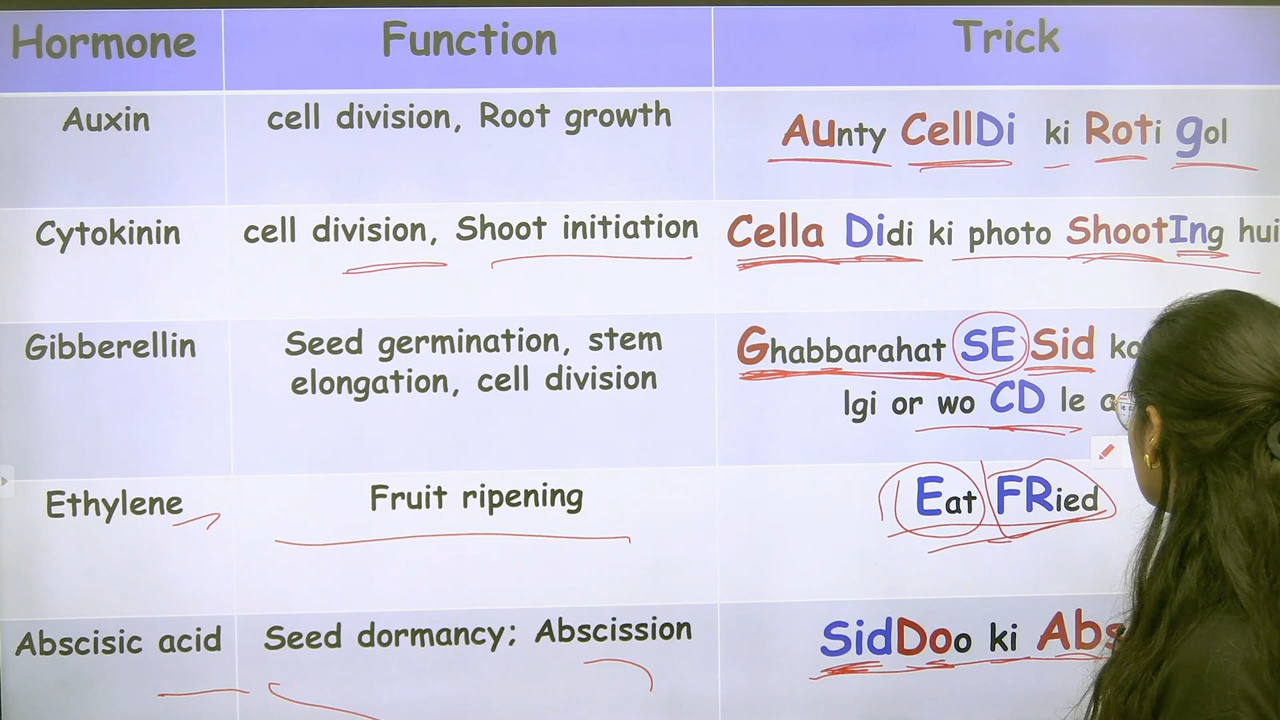 Hormone Function Trick
Auxin cell division, Root growth AUnty CellDi ki Roti gol
Cytokinin cell division, Shoot initiation Cella Didi ki photo ShootIng hui
Gibberellin Seed germination, stem Ghabbarahat SE Sid
elongation, cell division lgi or wo CD le
Ethylene Fruit ripening Eat FRied
Abscisic acid Seed dormancy; Abscission SidDoo ki